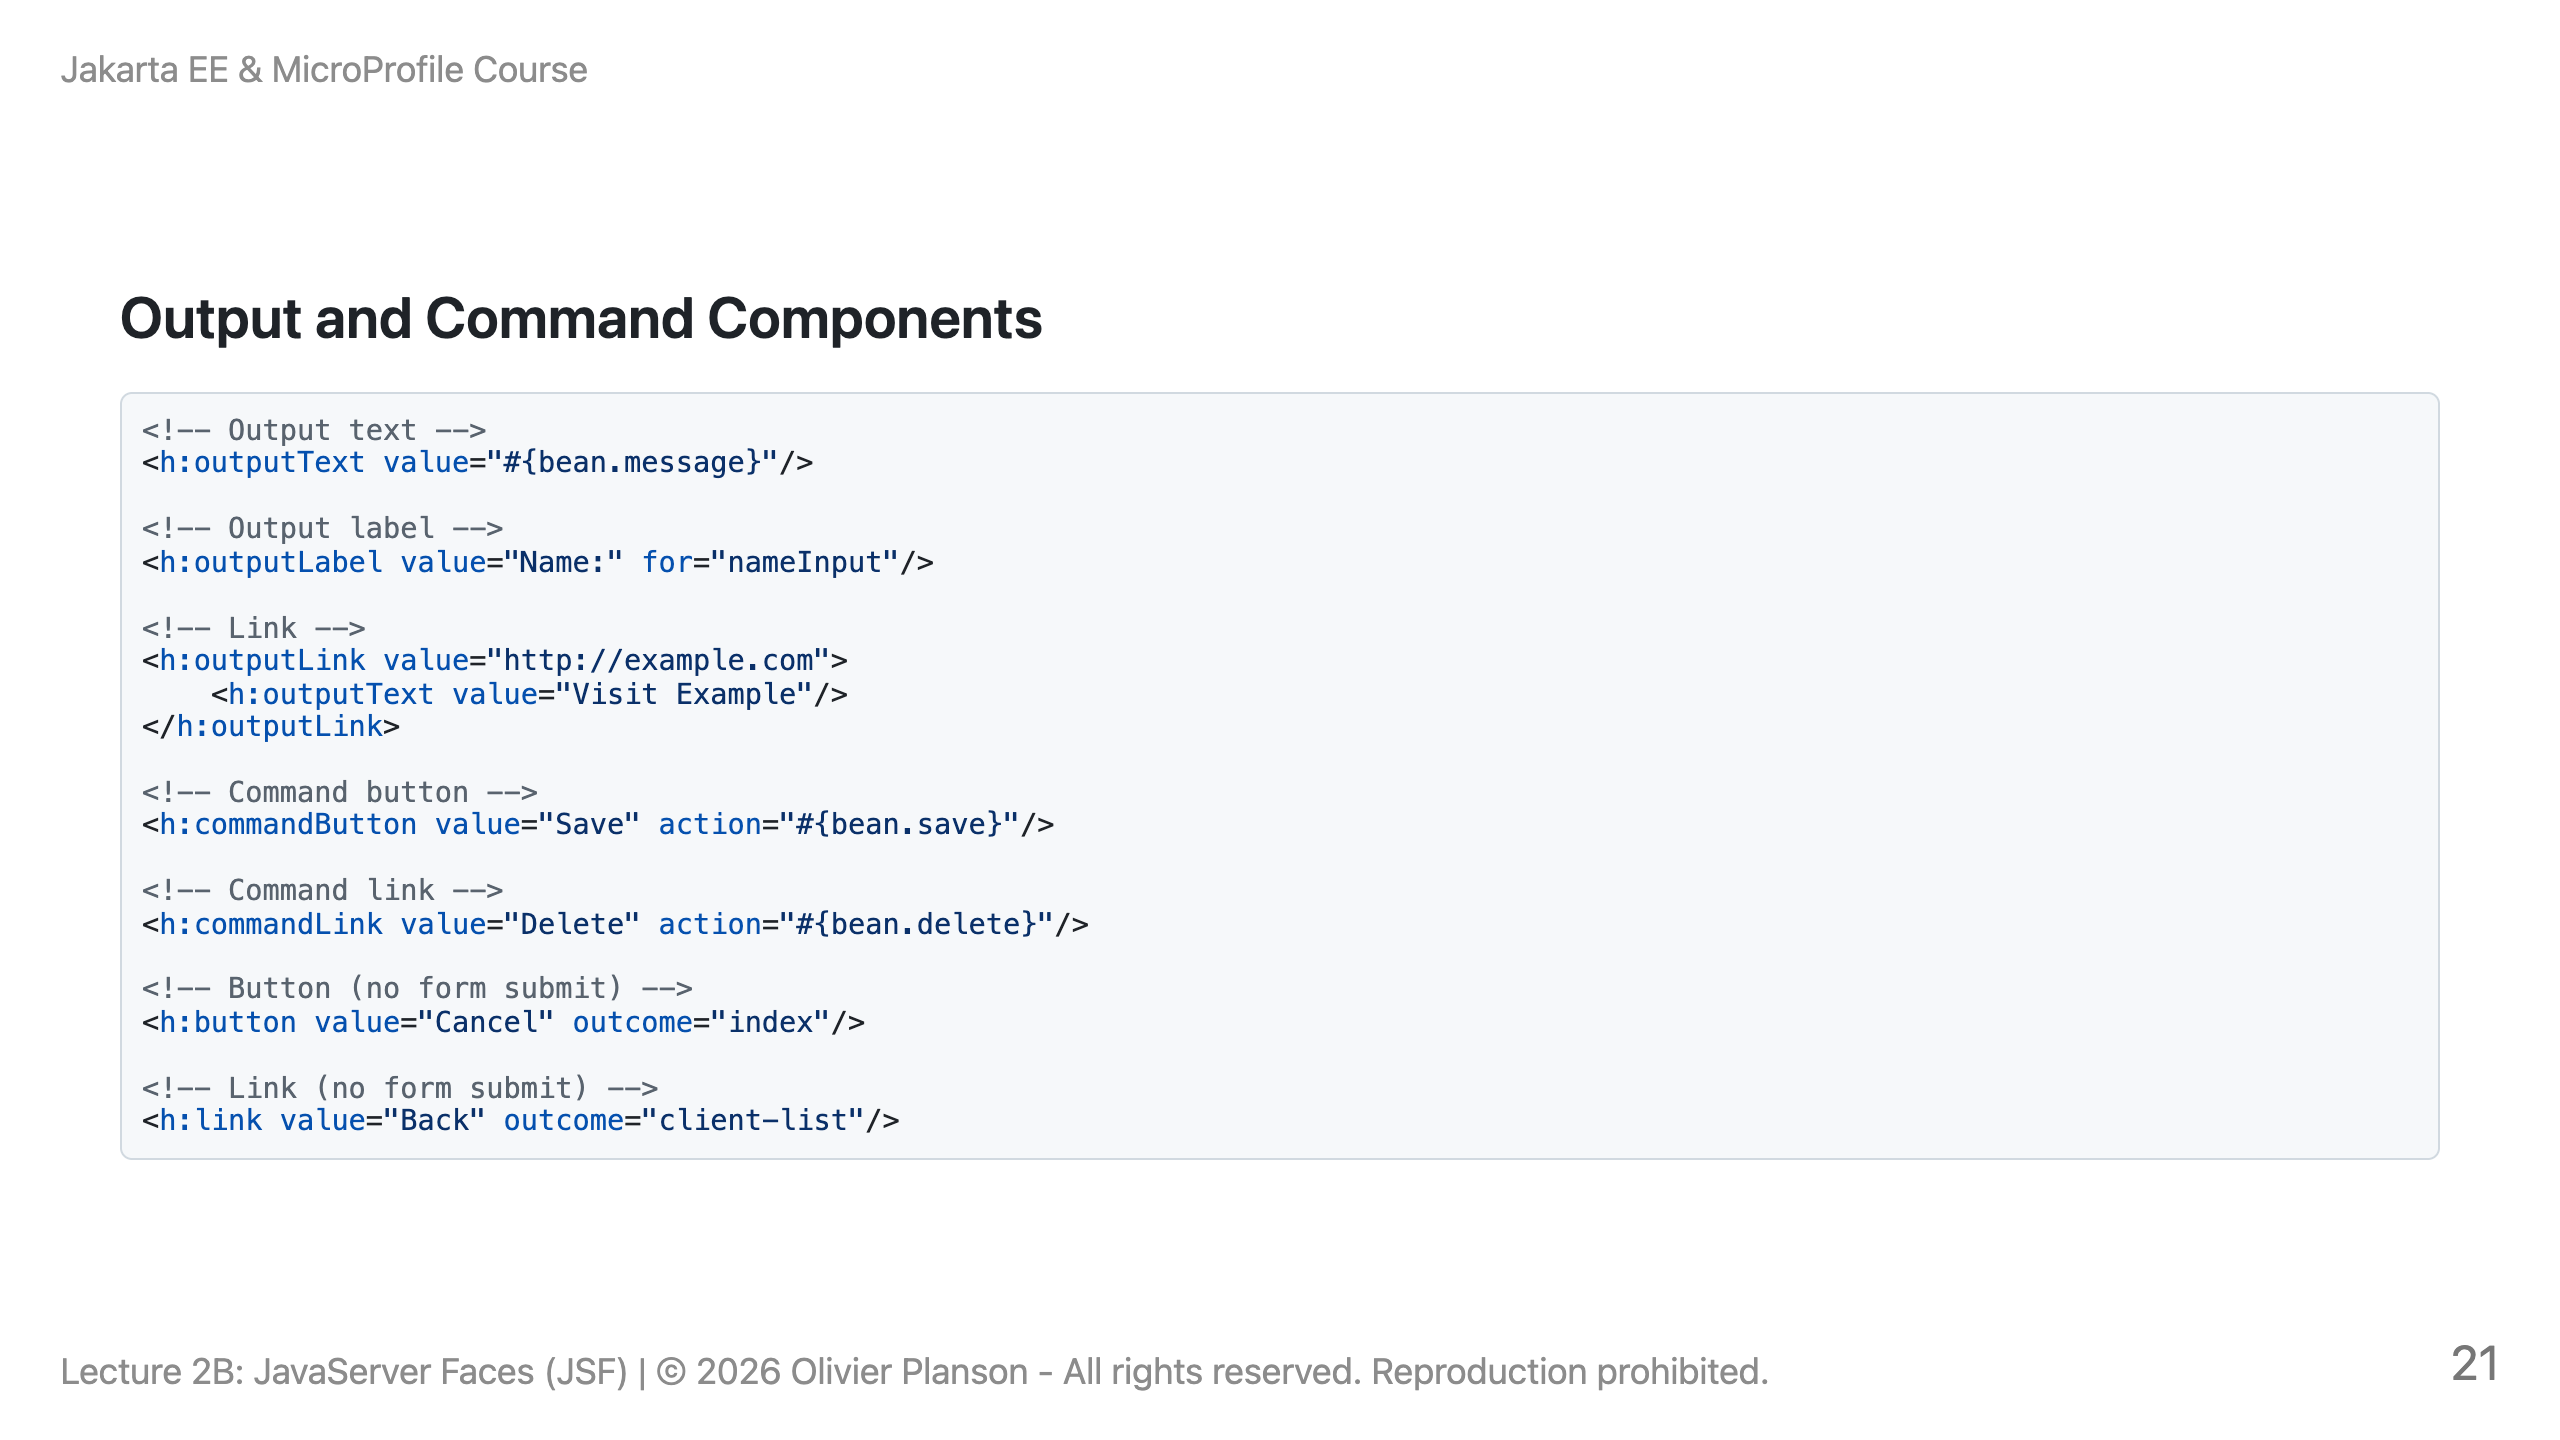 Jakarta EE & MicroProfile Course
Output and Command Components
<!-- Output text -->
<h:outputText value="#{bean.message}"/>
<!-- Output label -->
<h:outputLabel value="Name:" for="nameInput"/>
<!-- Link -->
<h:outputLink value="http://example.com">
    <h:outputText value="Visit Example"/>
</h:outputLink>
<!-- Command button -->
<h:commandButton value="Save" action="#{bean.save}"/>
<!-- Command link -->
<h:commandLink value="Delete" action="#{bean.delete}"/>
<!-- Button (no form submit) -->
<h:button value="Cancel" outcome="index"/>
<!-- Link (no form submit) -->
<h:link value="Back" outcome="client-list"/>
Lecture 2B: JavaServer Faces (JSF) | © 2026 Olivier Planson - All rights reserved. Reproduction prohibited.
21